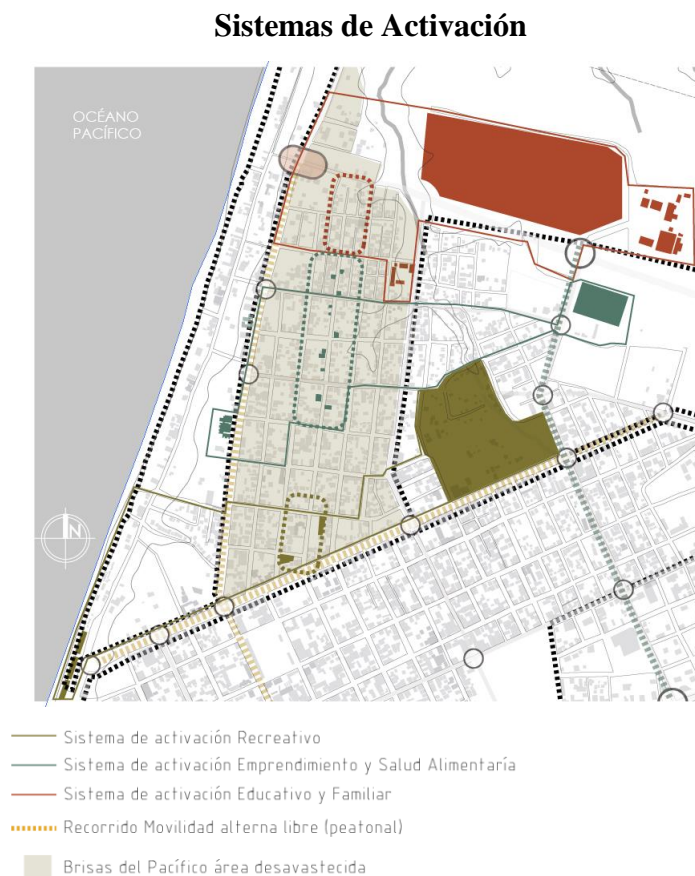 Sistemas de Activación
OCÉANO
PACÍFICO
N
Sistema de activación Recreativo
Sistema de activación Emprendimiento y Salud Alimentaría
Sistema de activación Educativo y Familiar
Recorrido Movilidad alterna libre (peatonal)
Brisas del Pacífico área desavastecida